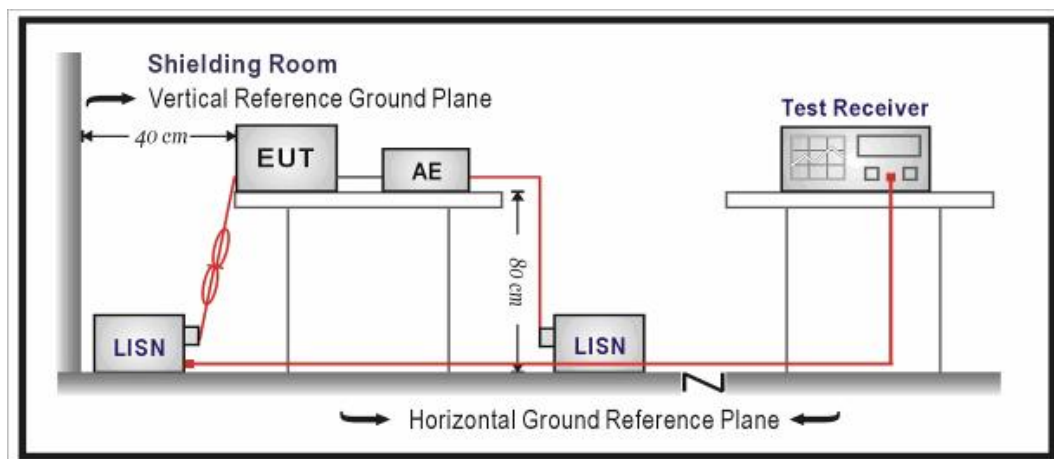 Shielding Room
Vertical Reference Ground Plane
40 cm
EUT
AE
Test Receiver
80 cm
LISN
LISN
Horizontal Ground Reference Plane